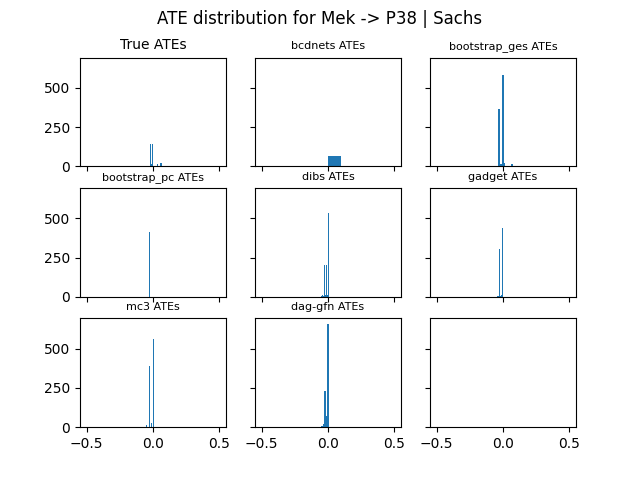 ATE distribution for Mek -> P38 | Sachs
True ATEs
bcdnets ATEs
bootstrap_ges ATEs
500
250
0
bootstrap_pc ATEs
dibs ATEs
gadget ATEs
500
250
0
mc3 ATEs
dag-gfn ATEs
500
250
0
−0.5 0.0 0.5
−0.5 0.0 0.5
−0.5 0.0 0.5